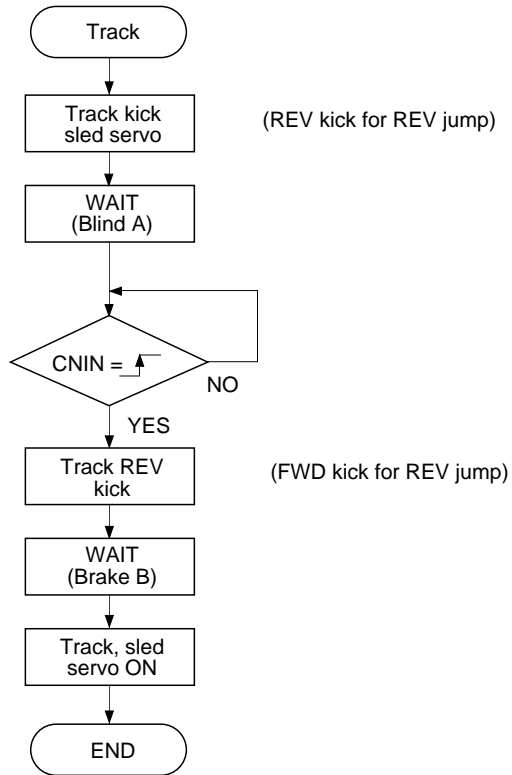 Track
Track kick
sled servo
(REV kick for REV jump)
WAIT
(Blind A)
CNIN =
NO
YES
Track REV
kick
(FWD kick for REV jump)
WAIT
(Brake B)
Track, sled
servo ON
END